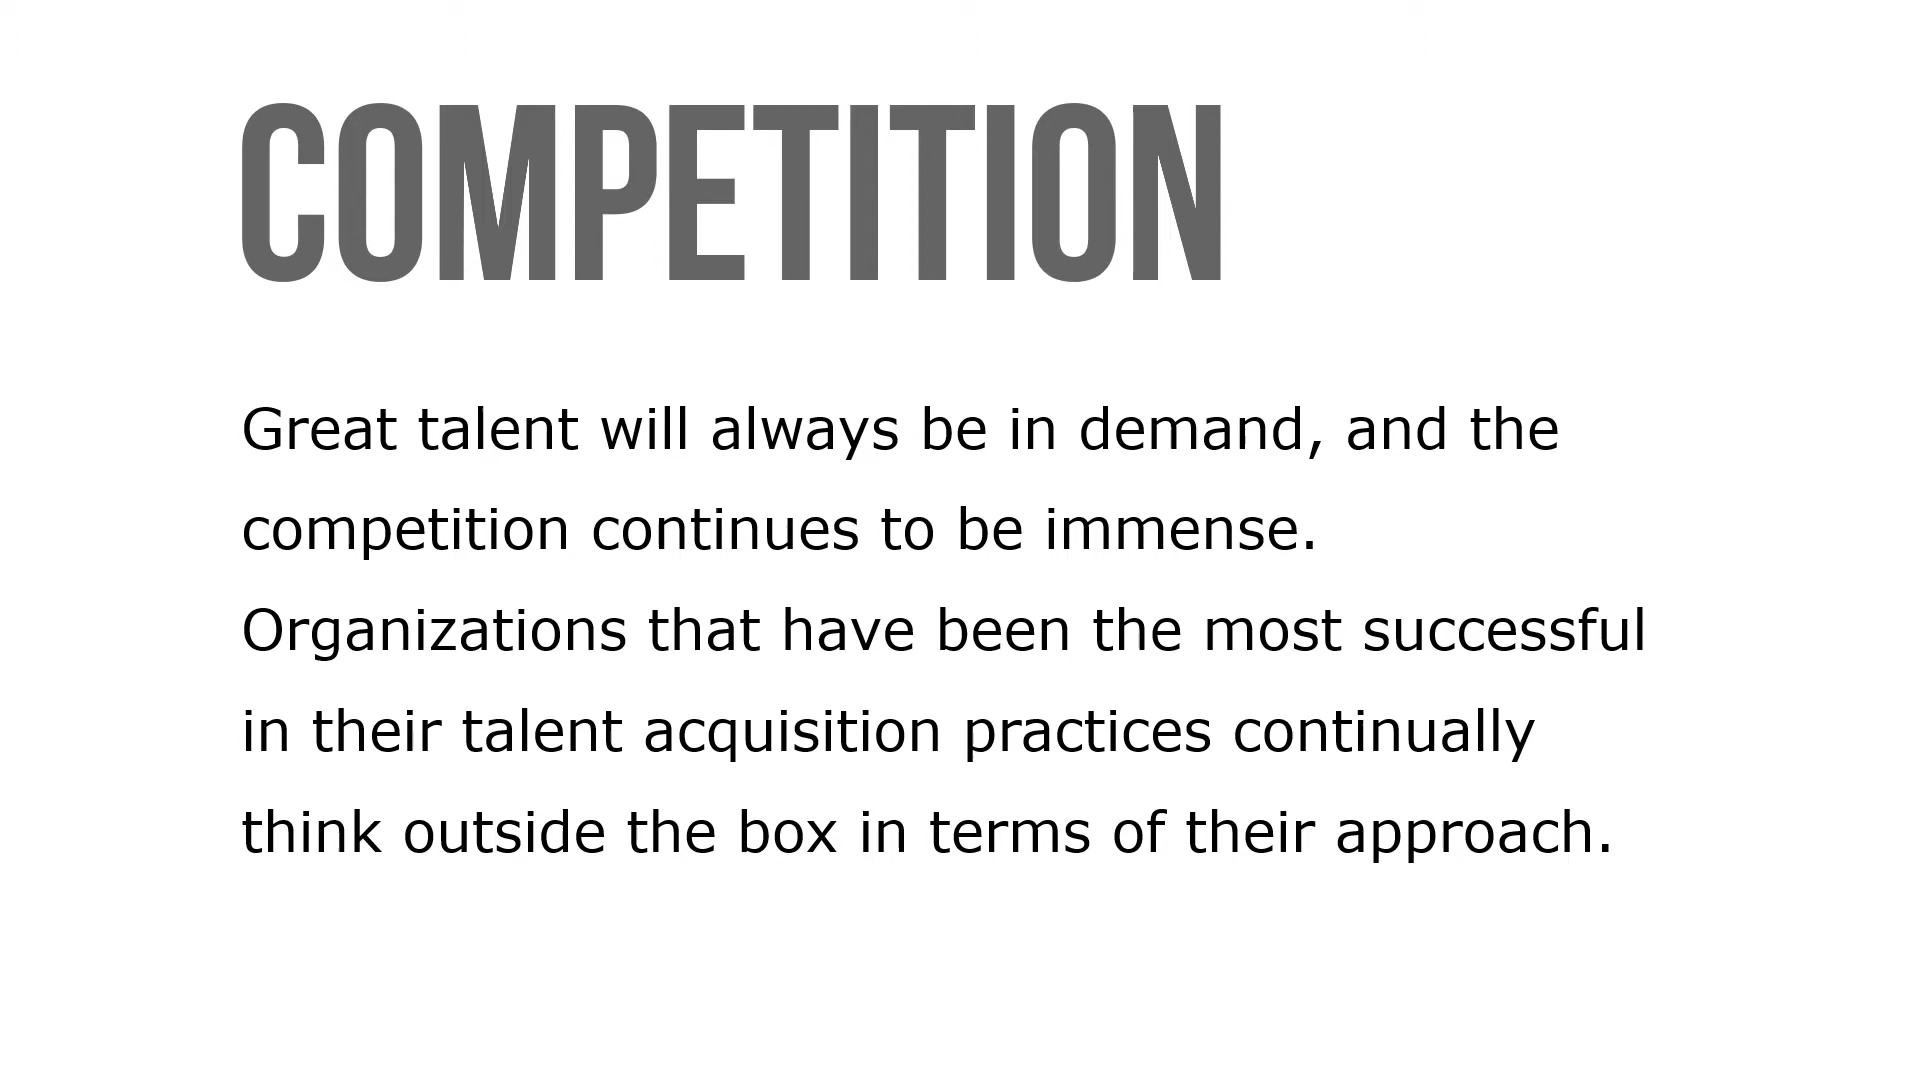 COMPETITION
Great talent will always be in demand, and the
competition continues to be immense.
Organizations that have been the most successful
in their talent acquisition practices continually
think outside the box in terms of their approach.